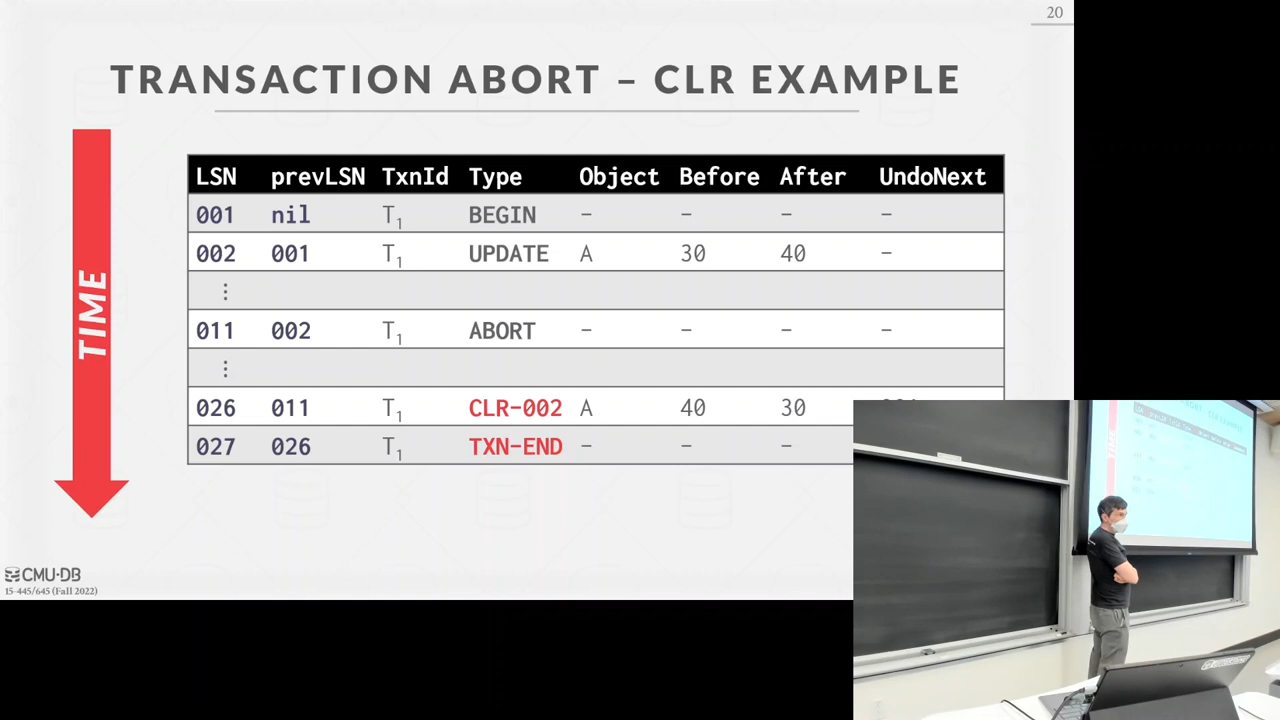 20
TRANSACTION ABORT – CLR EXAMPLE
TIME
LSN prevLSN TxnId Type Object Before After UndoNext
001 nil T1 BEGIN - - - -
002 001 T1 UPDATE A 30 40 -
⋮
011 002 T1 ABORT - - - -
⋮
026 011 T1 CLR-002 A 40 30
027 026 T1 TXN-END - - -
CMU·DB
15-445/645 (Fall 2022)